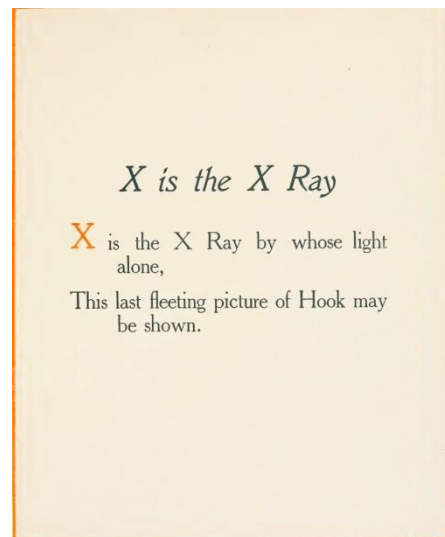 X is the X Ray
X is the X Ray by whose light
alone,
This last fleeting picture of Hook may
be shown.